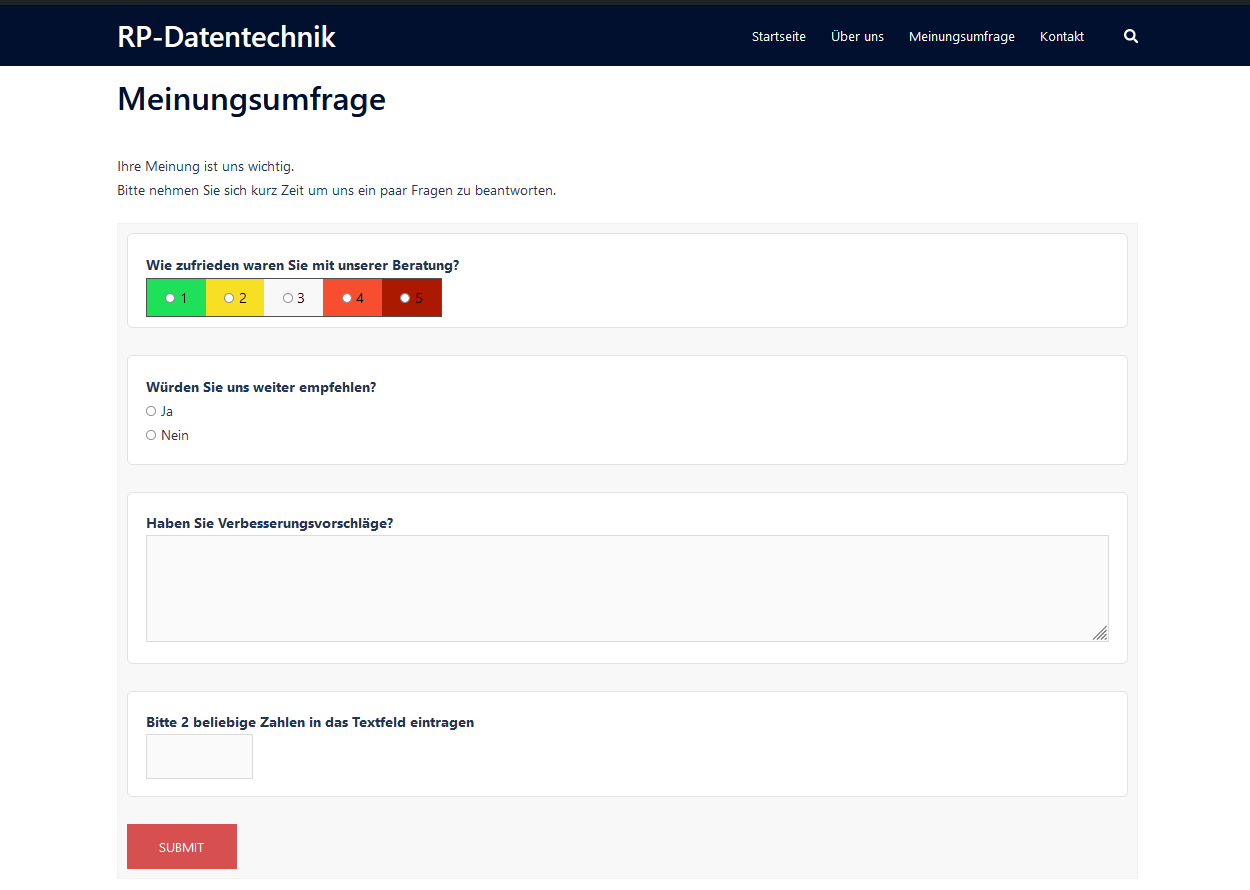 RP-Datentechnik
Startseite Über uns Meinungsumfrage Kontakt
Meinungsumfrage
Ihre Meinung ist uns wichtig.
Bitte nehmen Sie sich kurz Zeit um uns ein paar Fragen zu beantworten.
Wie zufrieden waren Sie mit unserer Beratung?
1 2 3 4 5
Würden Sie uns weiter empfehlen?
Ja
Nein
Haben Sie Verbesserungsvorschläge?
Bitte 2 beliebige Zahlen in das Textfeld eintragen
SUBMIT